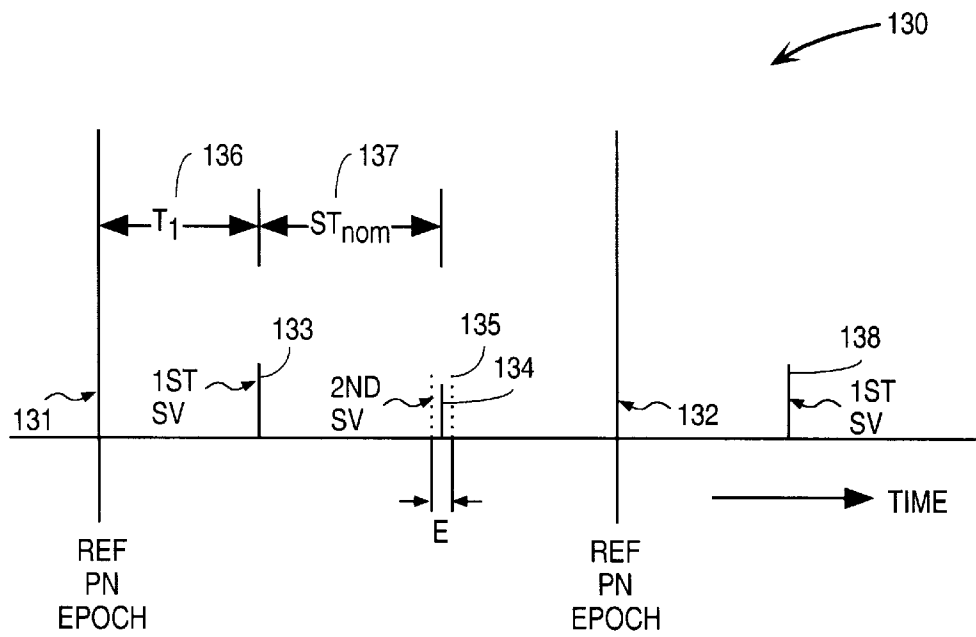 130
136
137
T1
STnom
133
135
134
138
1ST
SV
2ND
SV
1ST
SV
131
132
E
TIME
REF
PN
EPOCH
REF
PN
EPOCH